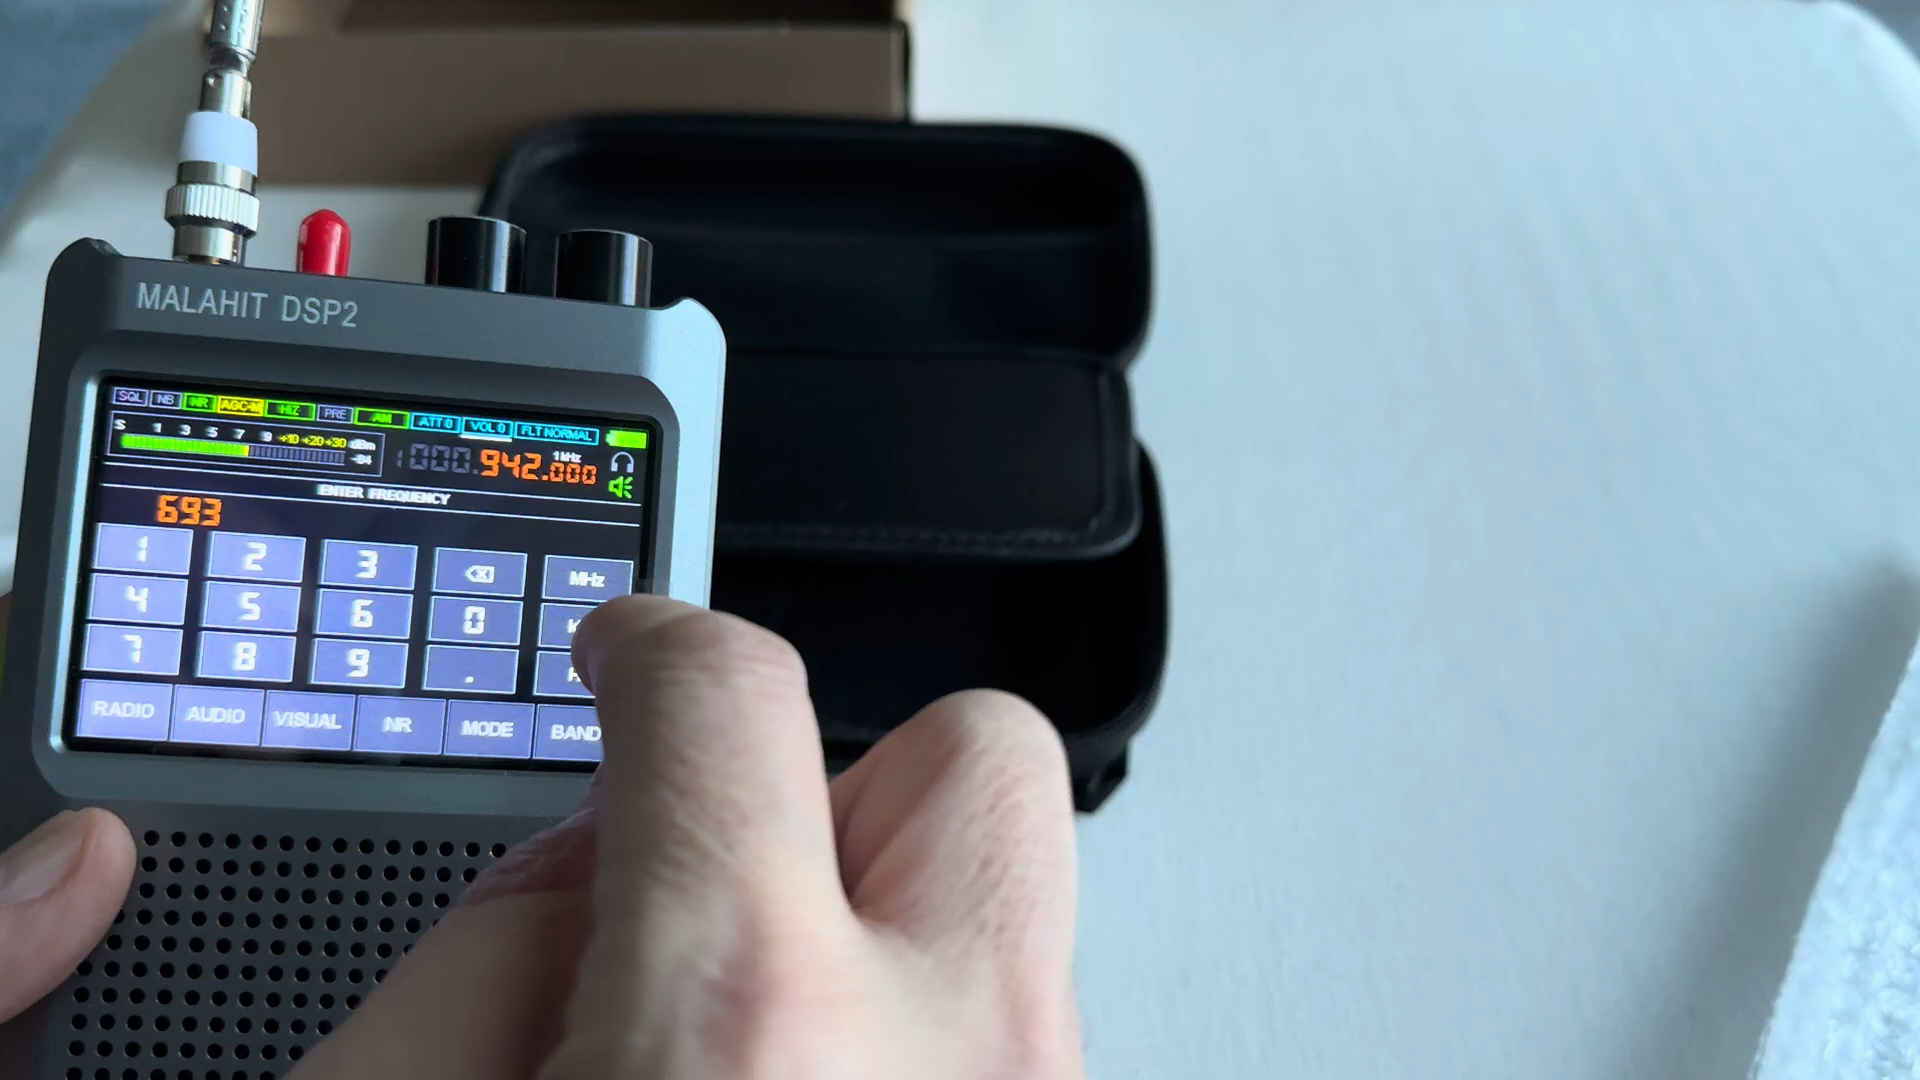 MALAHIT DSP2
SQL NB NR AGC-M HIZ PRE AM ATT 0 VOL 0 FLT NORMAL
S 1 3 5 7 9 +10 +20 +30 dBm
-84
1000.942.000 1kHz
ENTER FREQUENCY
693
1 2 3 MHz
4 5 6 0
7 8 9 .
RADIO AUDIO VISUAL NR MODE BAND